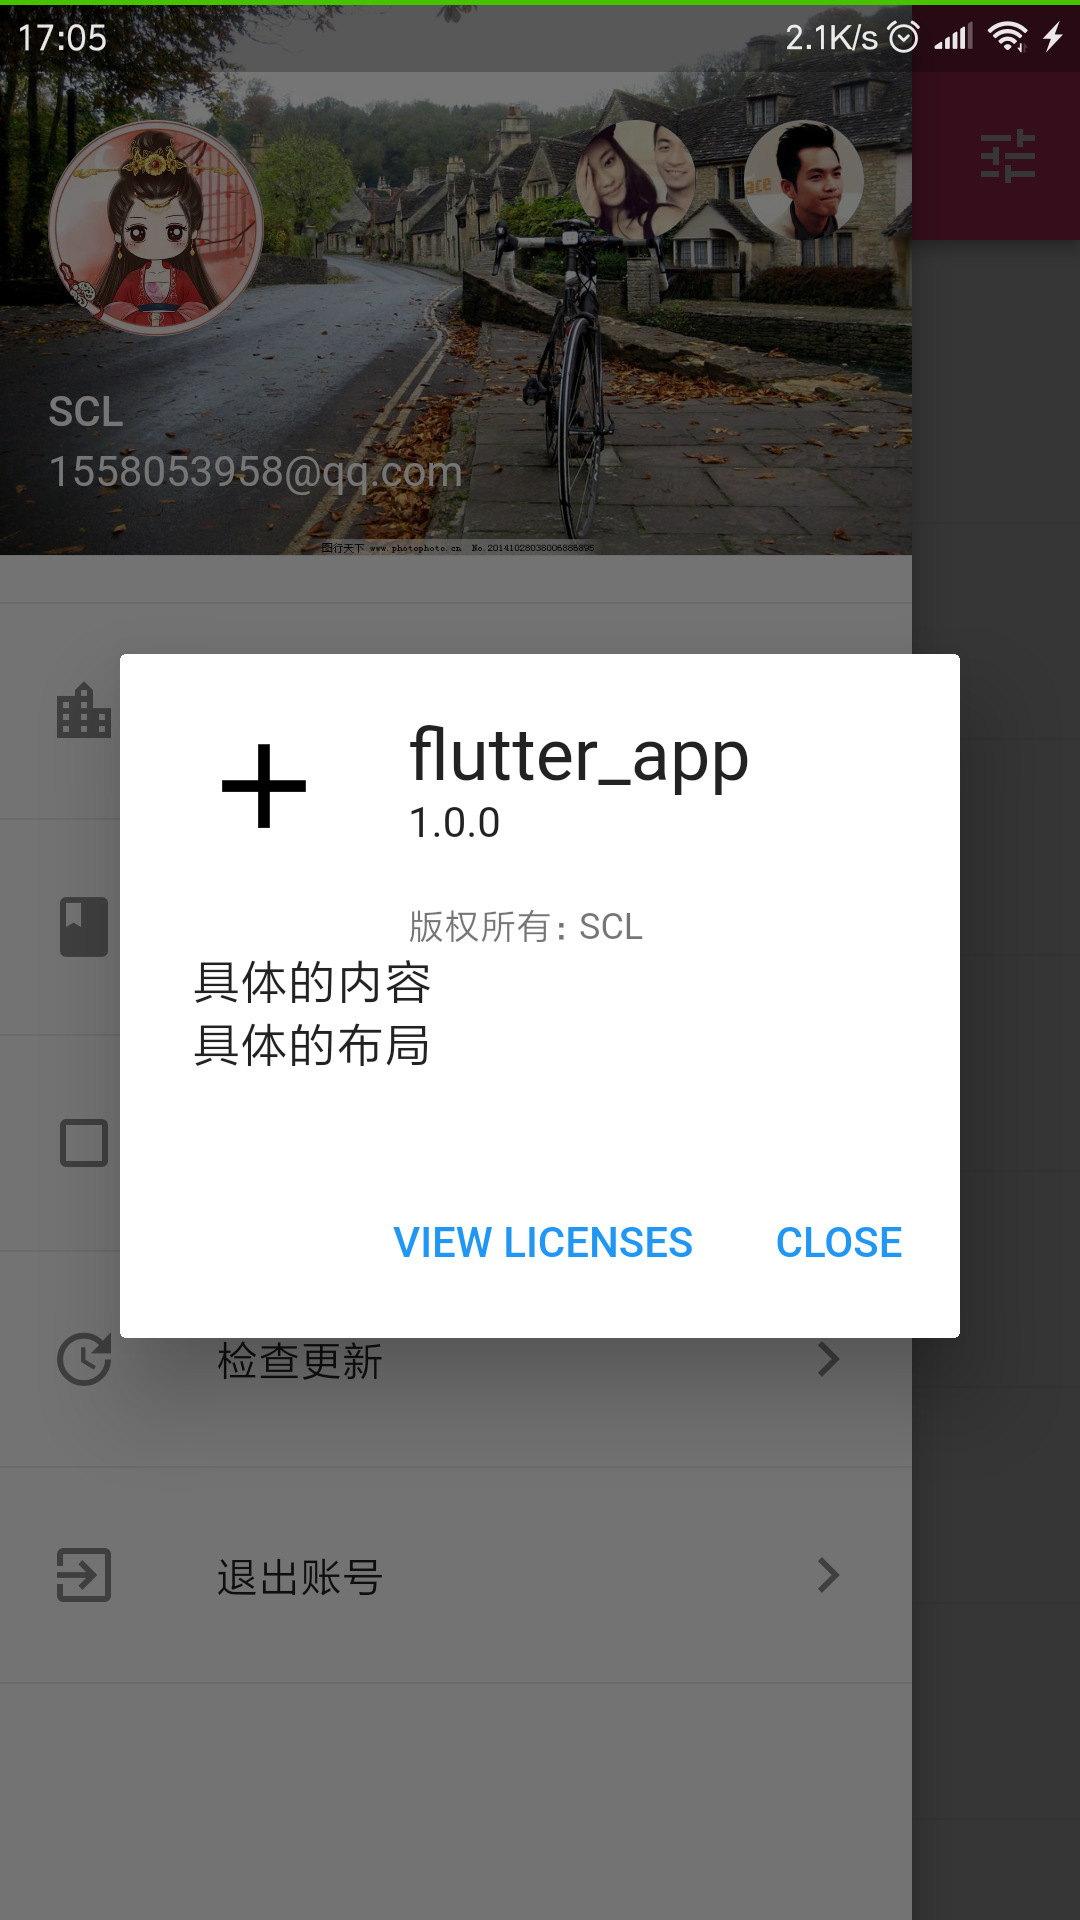 17:05
2.1K/s
ace
SCL
1558053958@qq.com
图行天下 www.photophoto.cn No.20141028038006886895
flutter_app
1.0.0
版权所有: SCL
具体的内容
具体的布局
VIEW LICENSES
CLOSE
检查更新
退出账号